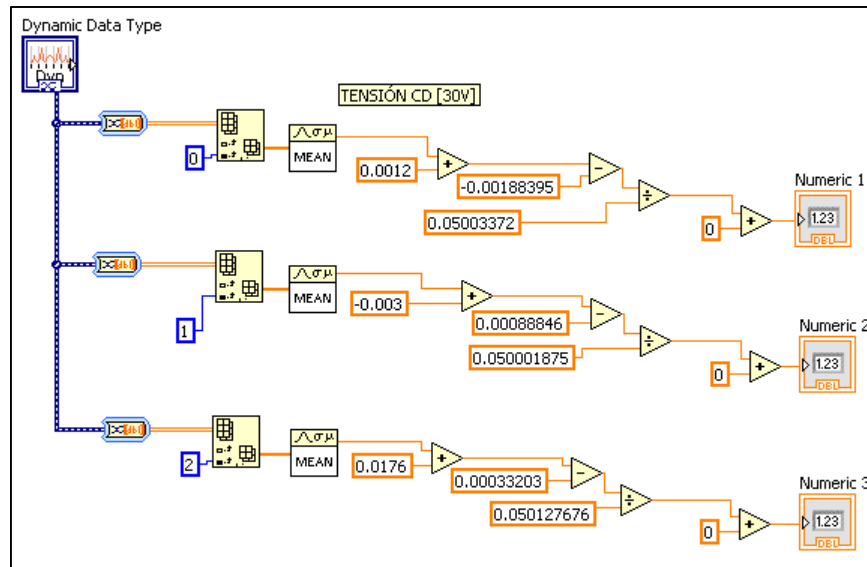 Dynamic Data Type
Dyn
TENSIÓN CD [30V]
0
MEAN
0.0012
+
-0.00188395
-
÷
0.05003372
0
+
Numeric 1
1.23
DBL
1
MEAN
-0.003
+
0.00088846
-
÷
0.050001875
0
+
Numeric 2
1.23
DBL
2
MEAN
0.0176
+
0.00033203
-
÷
0.050127676
0
+
Numeric 3
1.23
DBL